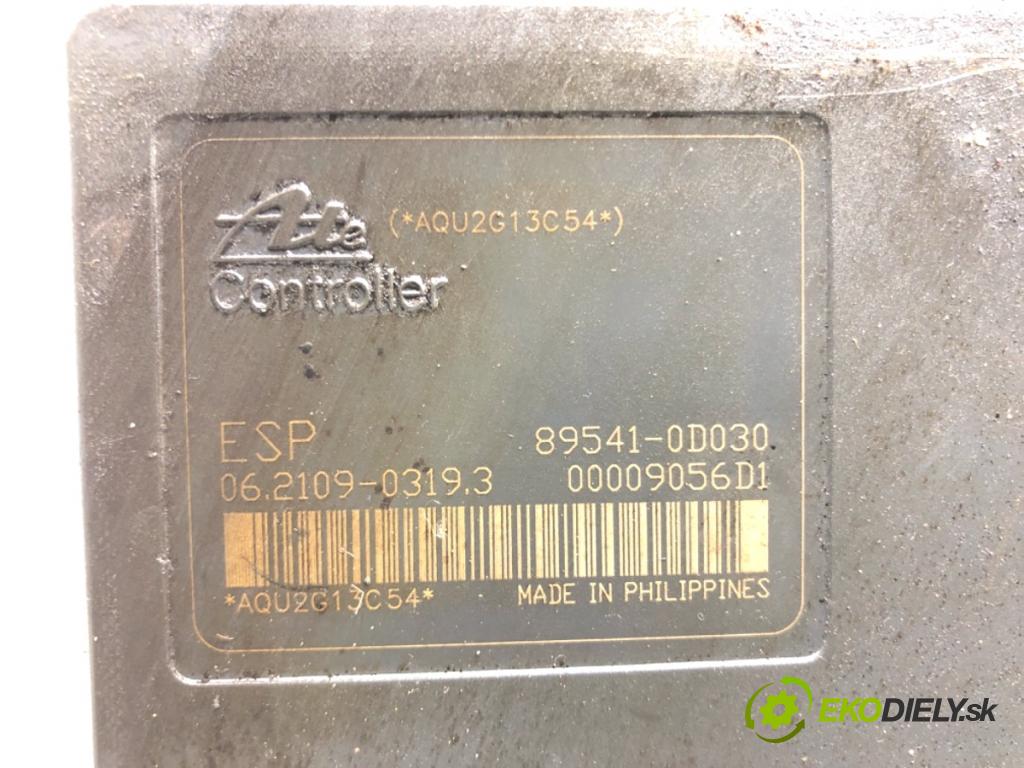 Ate (*AQU2G13C54*)
Controller
ESP 89541-0D030
06.2109-0319.3 00009056D1
*AQU2G13C54* MADE IN PHILIPPINES
EKODIELY.sk